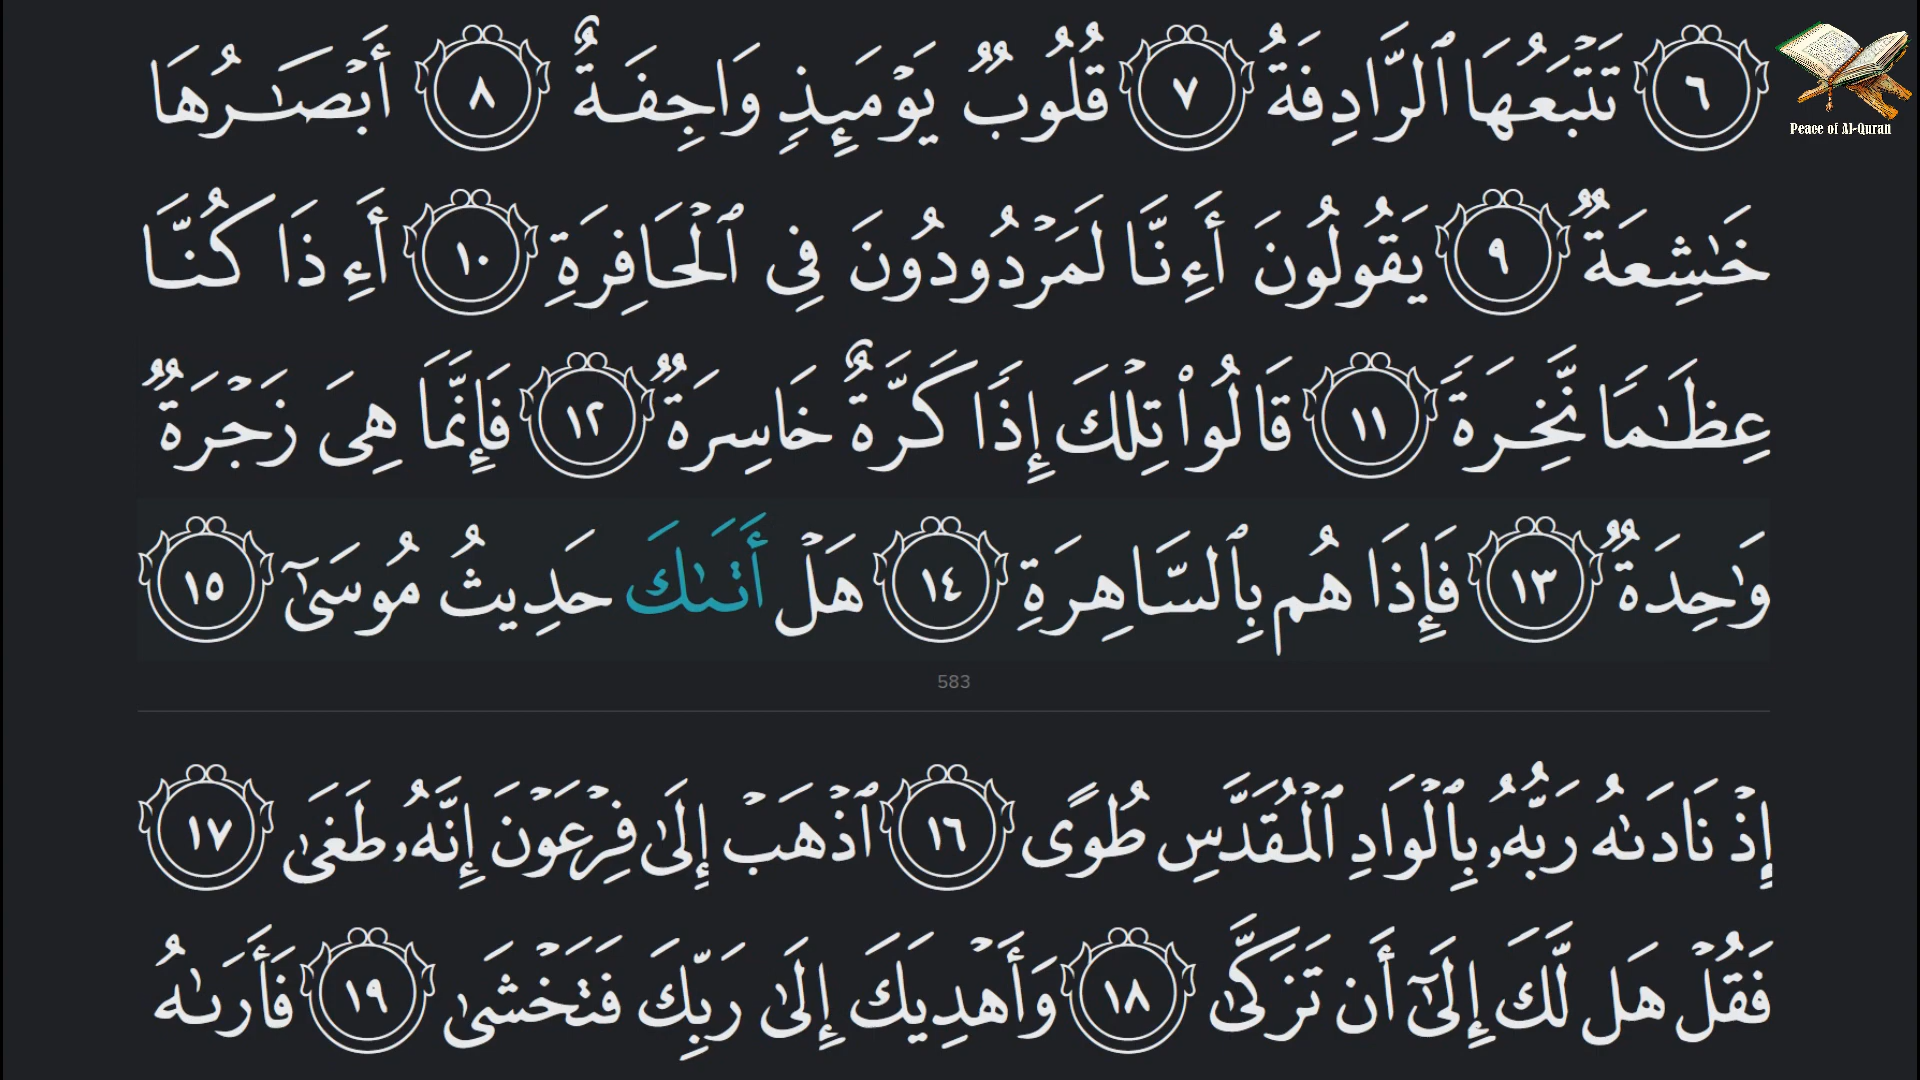 ٦ تَتۡبَعُهَا ٱلرَّادِفَةُ ٧ قُلُوبٞ يَوۡمَئِذٖ وَاجِفَةٌ ٨ أَبۡصَٰرُهَا
خَٰشِعَةٞ ٩ يَقُولُونَ أَءِنَّا لَمَرۡدُودُونَ فِي ٱلۡحَافِرَةِ ١٠ أَءِذَا كُنَّا
عِظَٰمٗا نَّخِرَةٗ ١١ قَالُواْ تِلۡكَ إِذٗا كَرَّةٌ خَاسِرَةٞ ١٢ فَإِنَّمَا هِيَ زَجۡرَةٞ
وَٰحِدَةٞ ١٣ فَإِذَا هُم بِٱلسَّاهِرَةِ ١٤ هَلۡ أَتَىٰكَ حَدِيثُ مُوسَىٰٓ ١٥
583
إِذۡ نَادَىٰهُ رَبُّهُۥ بِٱلۡوَادِ ٱلۡمُقَدَّسِ طُوًى ١٦ ٱذۡهَبۡ إِلَىٰ فِرۡعَوۡنَ إِنَّهُۥ طَغَىٰ ١٧
فَقُلۡ هَل لَّكَ إِلَىٰٓ أَن تَزَكَّىٰ ١٨ وَأَهۡدِيَكَ إِلَىٰ رَبِّكَ فَتَخۡشَىٰ ١٩ فَأَرَىٰهُ
Peace of Al-Quran